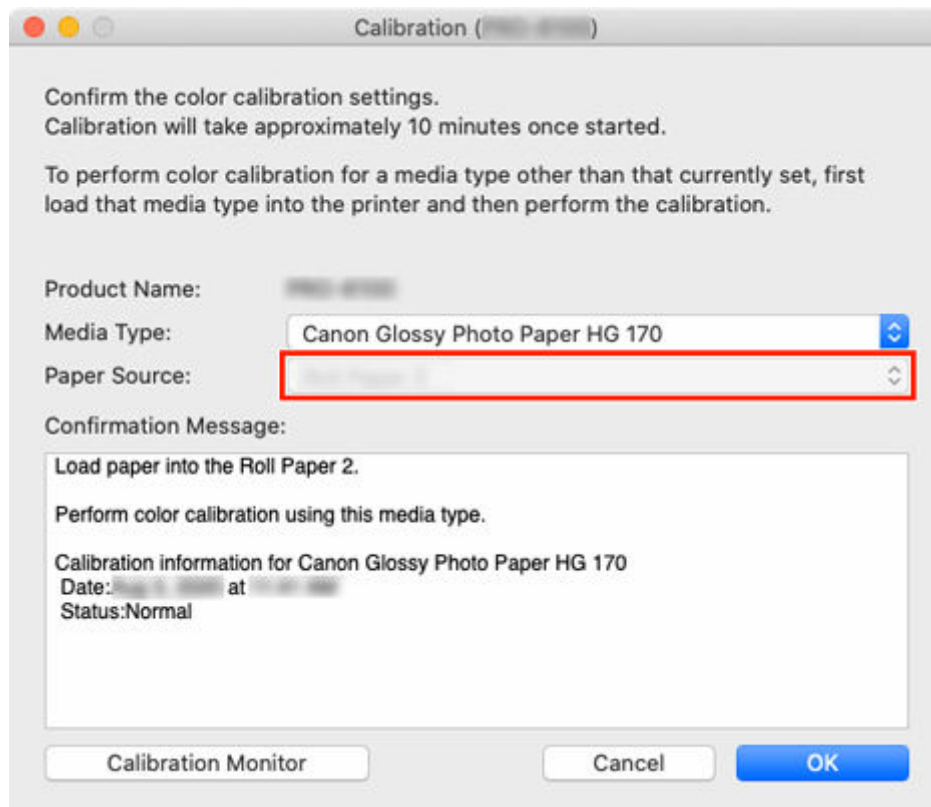 Calibration ( )
Confirm the color calibration settings.
Calibration will take approximately 10 minutes once started.
To perform color calibration for a media type other than that currently set, first
load that media type into the printer and then perform the calibration.
Product Name:
Media Type: Canon Glossy Photo Paper HG 170
Paper Source:
Confirmation Message:
Load paper into the Roll Paper 2.
Perform color calibration using this media type.
Calibration information for Canon Glossy Photo Paper HG 170
Date: at
Status:Normal
Calibration Monitor Cancel OK